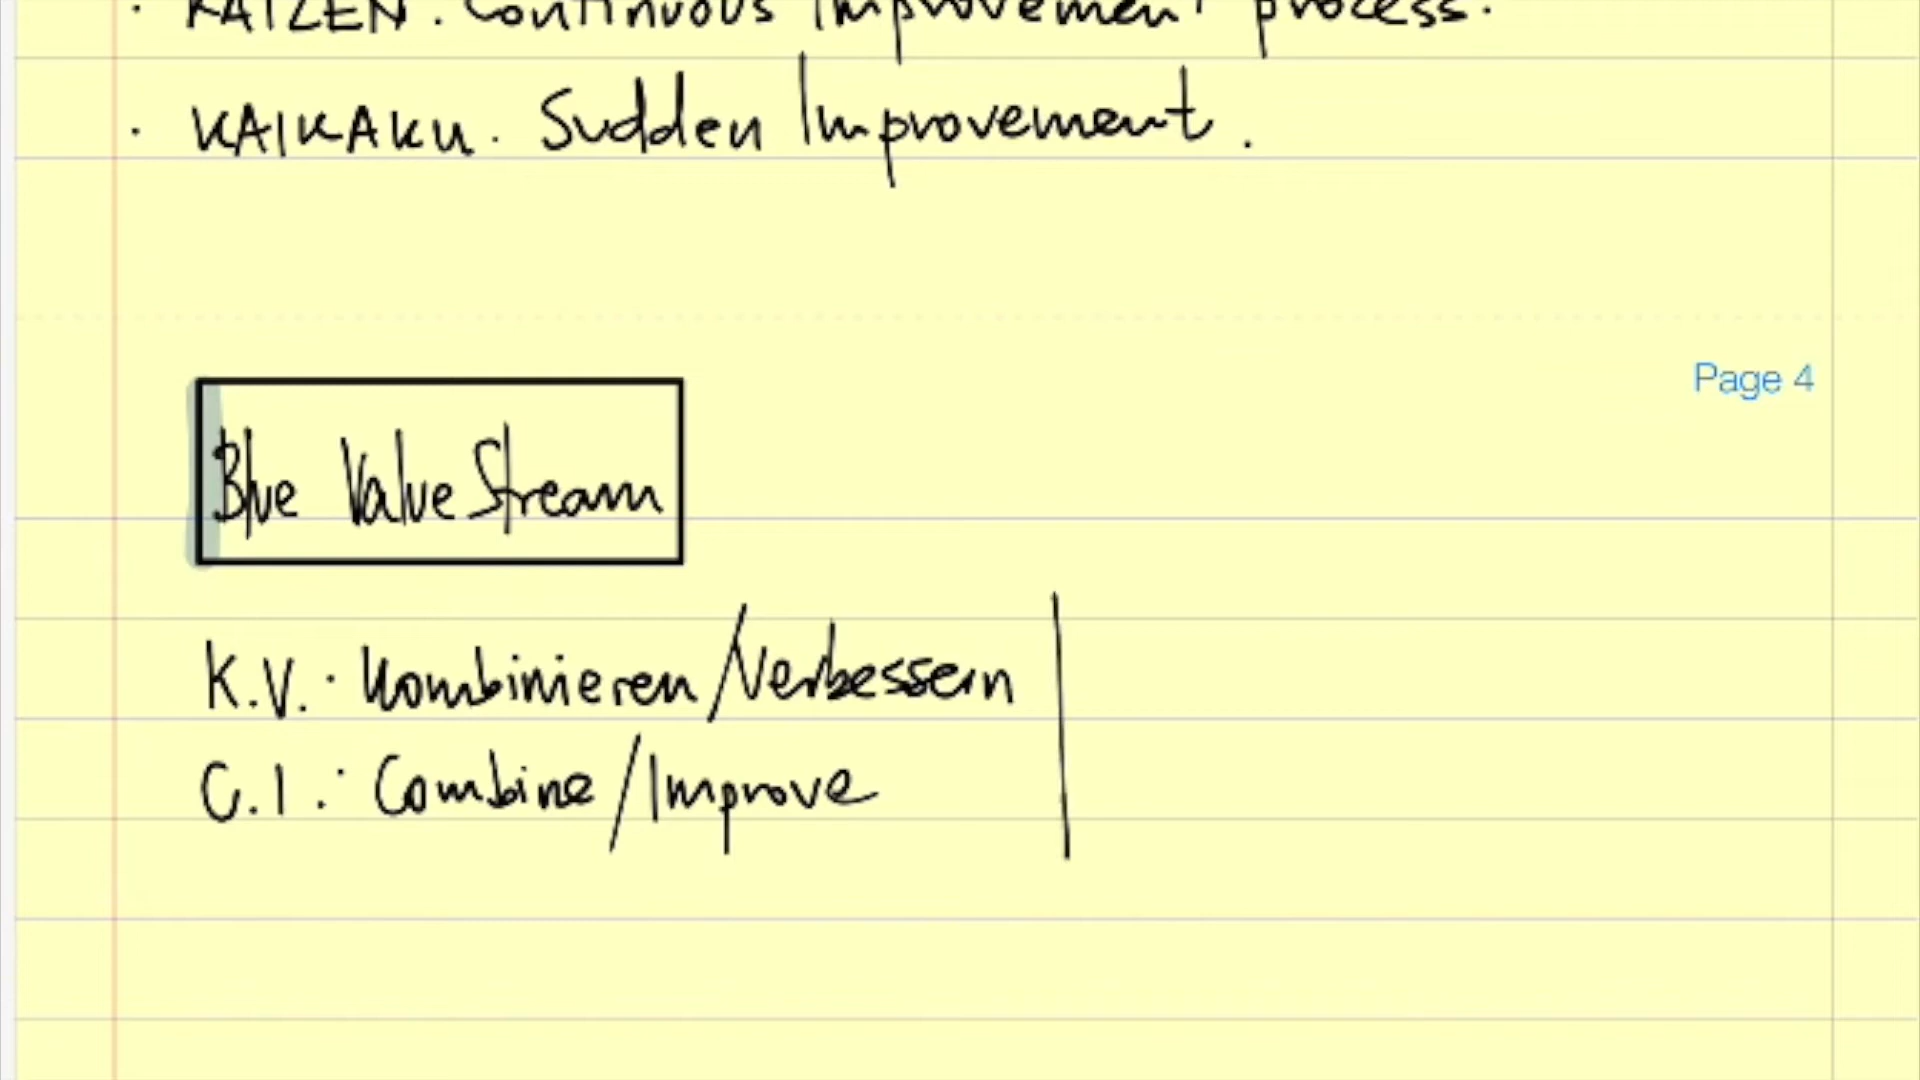 · KAIZEN. Continuous Improvement process.
· KAIKAKU. Sudden Improvement.
Page 4
Blue Value Stream
K.V.: Kombinieren/Verbessern
C.I.: Combine/Improve